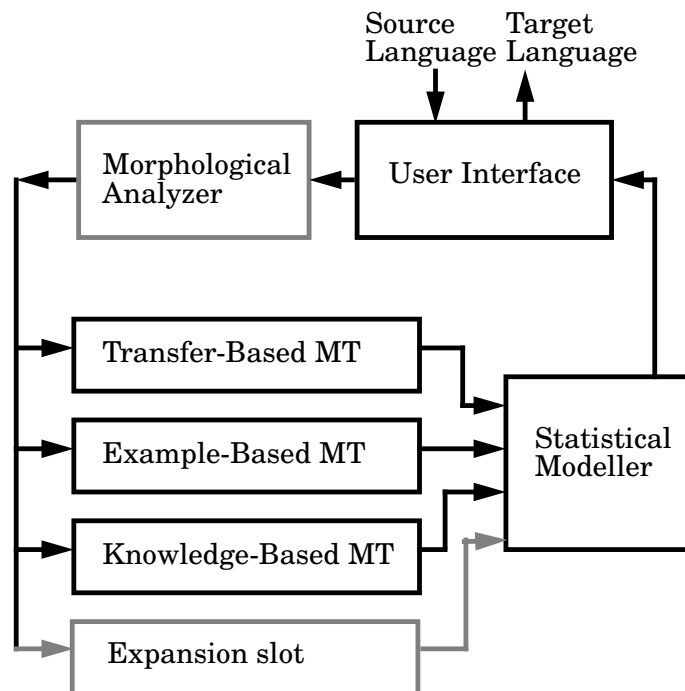 Source
Language
Target
Language
Morphological
Analyzer
User Interface
Transfer-Based MT
Example-Based MT
Statistical
Modeller
Knowledge-Based MT
Expansion slot